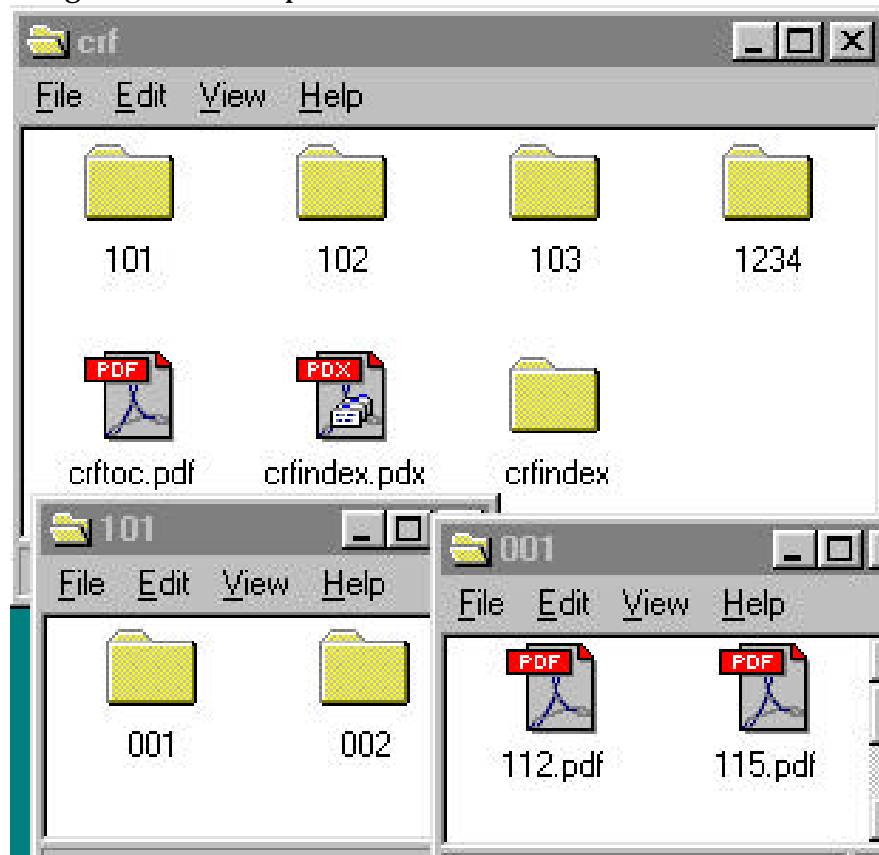 crf
File Edit View Help
101 102 103 1234
PDF PDX
crftoc.pdf crfindex.pdx crfindex
101
File Edit View Help
001 002
001
File Edit View Help
PDF PDF
112.pdf 115.pdf